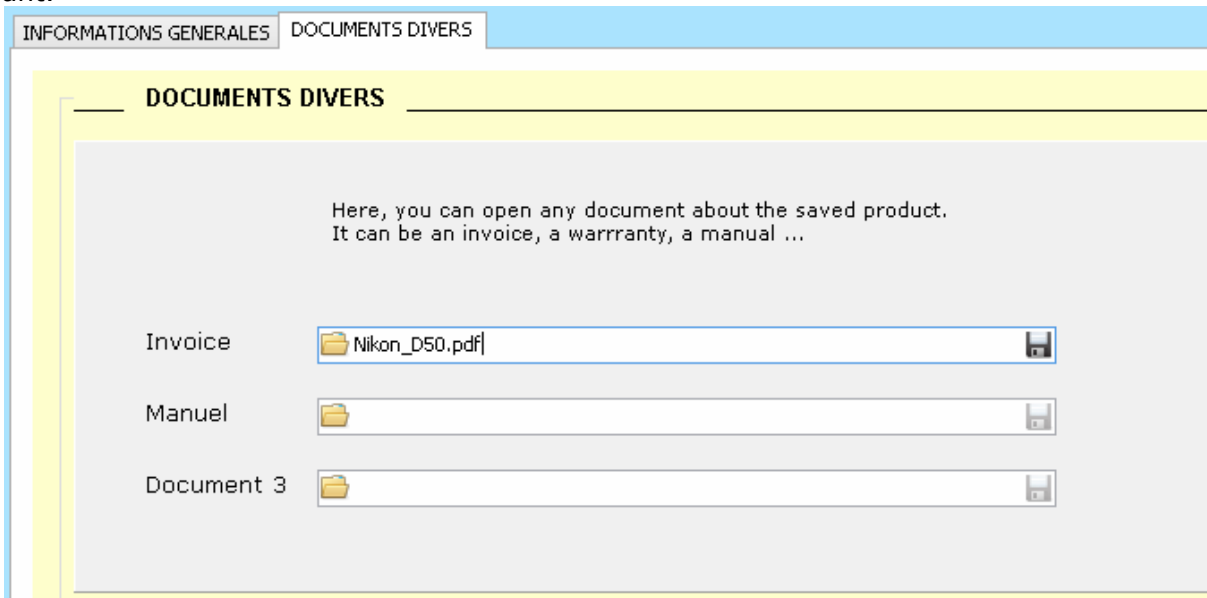 INFORMATIONS GENERALES DOCUMENTS DIVERS
DOCUMENTS DIVERS
Here, you can open any document about the saved product.
It can be an invoice, a warrranty, a manual ...
Invoice Nikon_D50.pdf
Manuel
Document 3